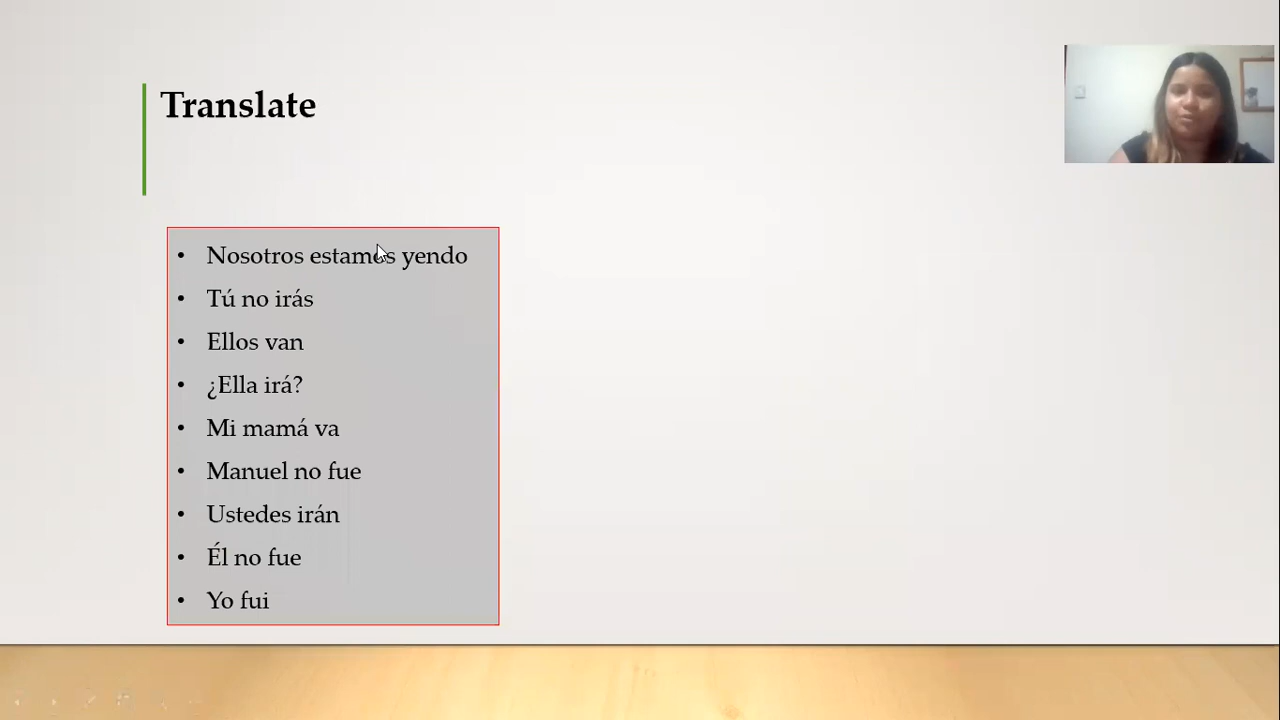 Translate
• Nosotros estamos yendo
• Tú no irás
• Ellos van
• ¿Ella irá?
• Mi mamá va
• Manuel no fue
• Ustedes irán
• Él no fue
• Yo fui